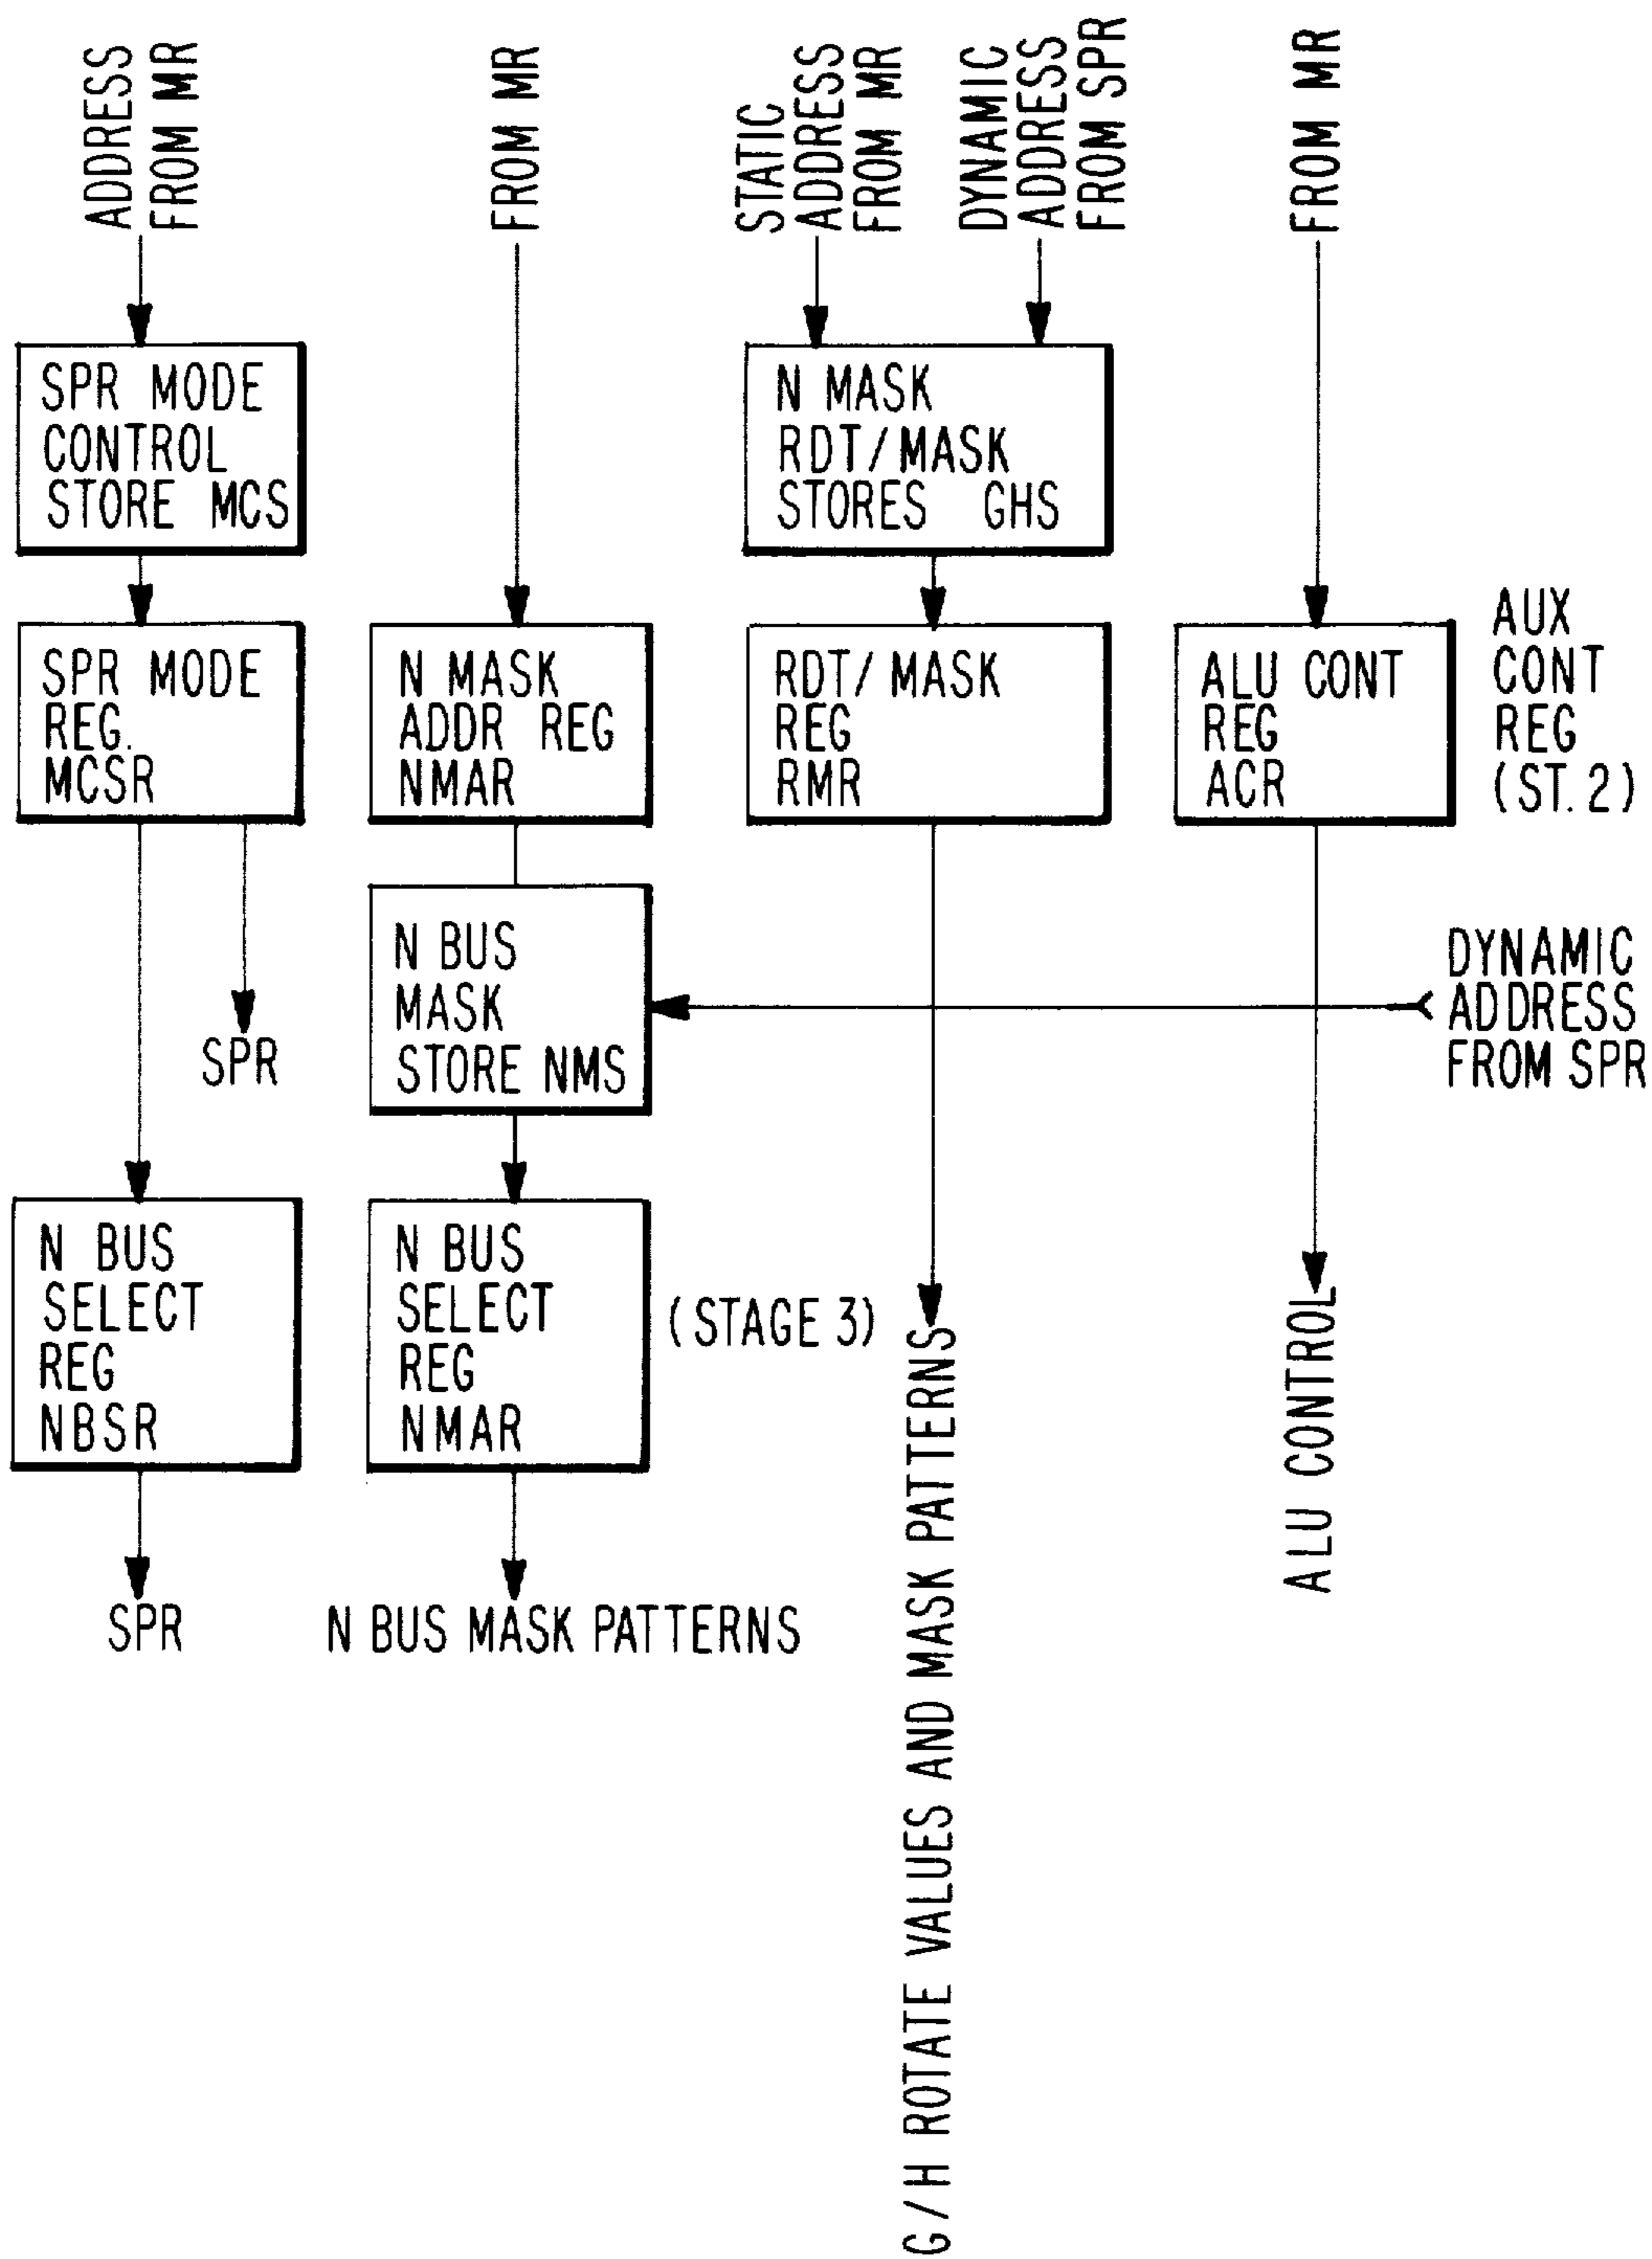 ADDRESS
FROM MR
FROM MR
STATIC
ADDRESS
FROM MR
DYNAMIC
ADDRESS
FROM SPR
FROM MR
SPR MODE
CONTROL
STORE MCS
N MASK
RDT/MASK
STORES GHS
SPR MODE
REG.
MCSR
N MASK
ADDR REG
NMAR
RDT/MASK
REG
RMR
ALU CONT
REG
ACR
AUX
CONT
REG
(ST.2)
SPR
N BUS
MASK
STORE NMS
DYNAMIC
ADDRESS
FROM SPR
N BUS
SELECT
REG
NBSR
N BUS
SELECT
REG
NMAR
(STAGE 3)
SPR
N BUS MASK PATTERNS
G/H ROTATE VALUES AND MASK PATTERNS
ALU CONTROL